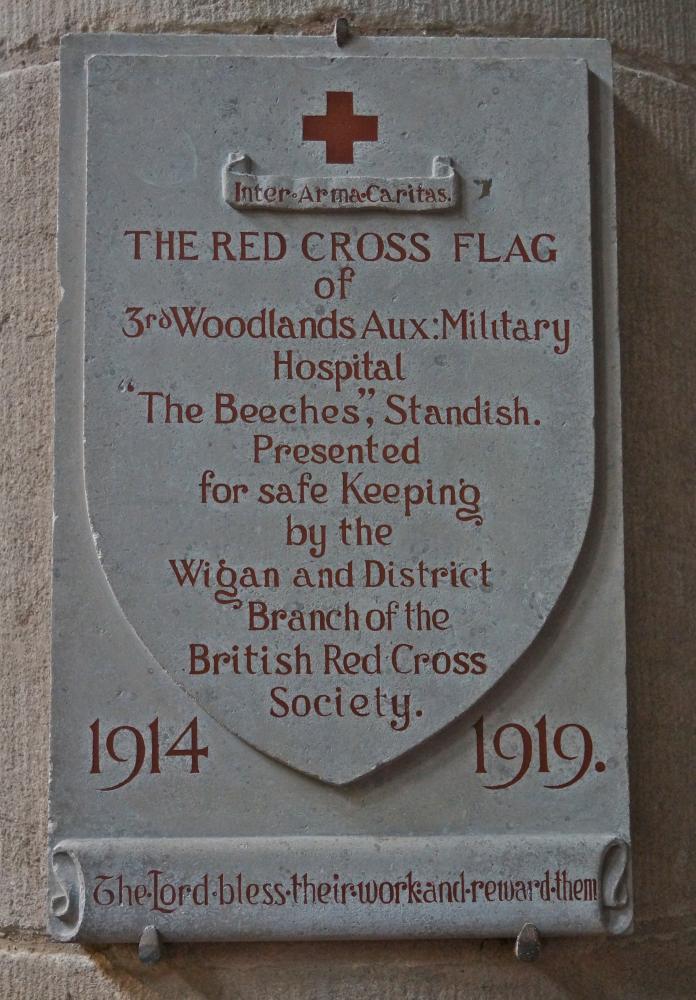 Inter·Arma·Caritas.
THE RED CROSS FLAG
of
3rd Woodlands Aux: Military
Hospital
"The Beeches", Standish.
Presented
for safe Keeping
by the
Wigan and District
Branch of the
British Red Cross
Society.
1914 1919.
The·Lord·bless·their·work·and·reward·them